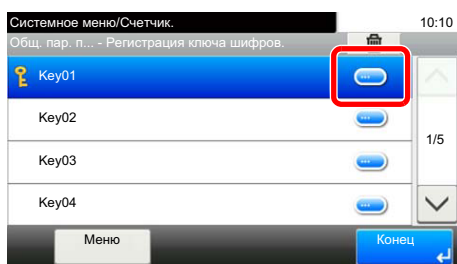 Системное меню/Счетчик. 10:10
Общ. пар. п... - Регистрация ключа шифров.
Key01
Key02
1/5
Key03
Key04
Меню Конец